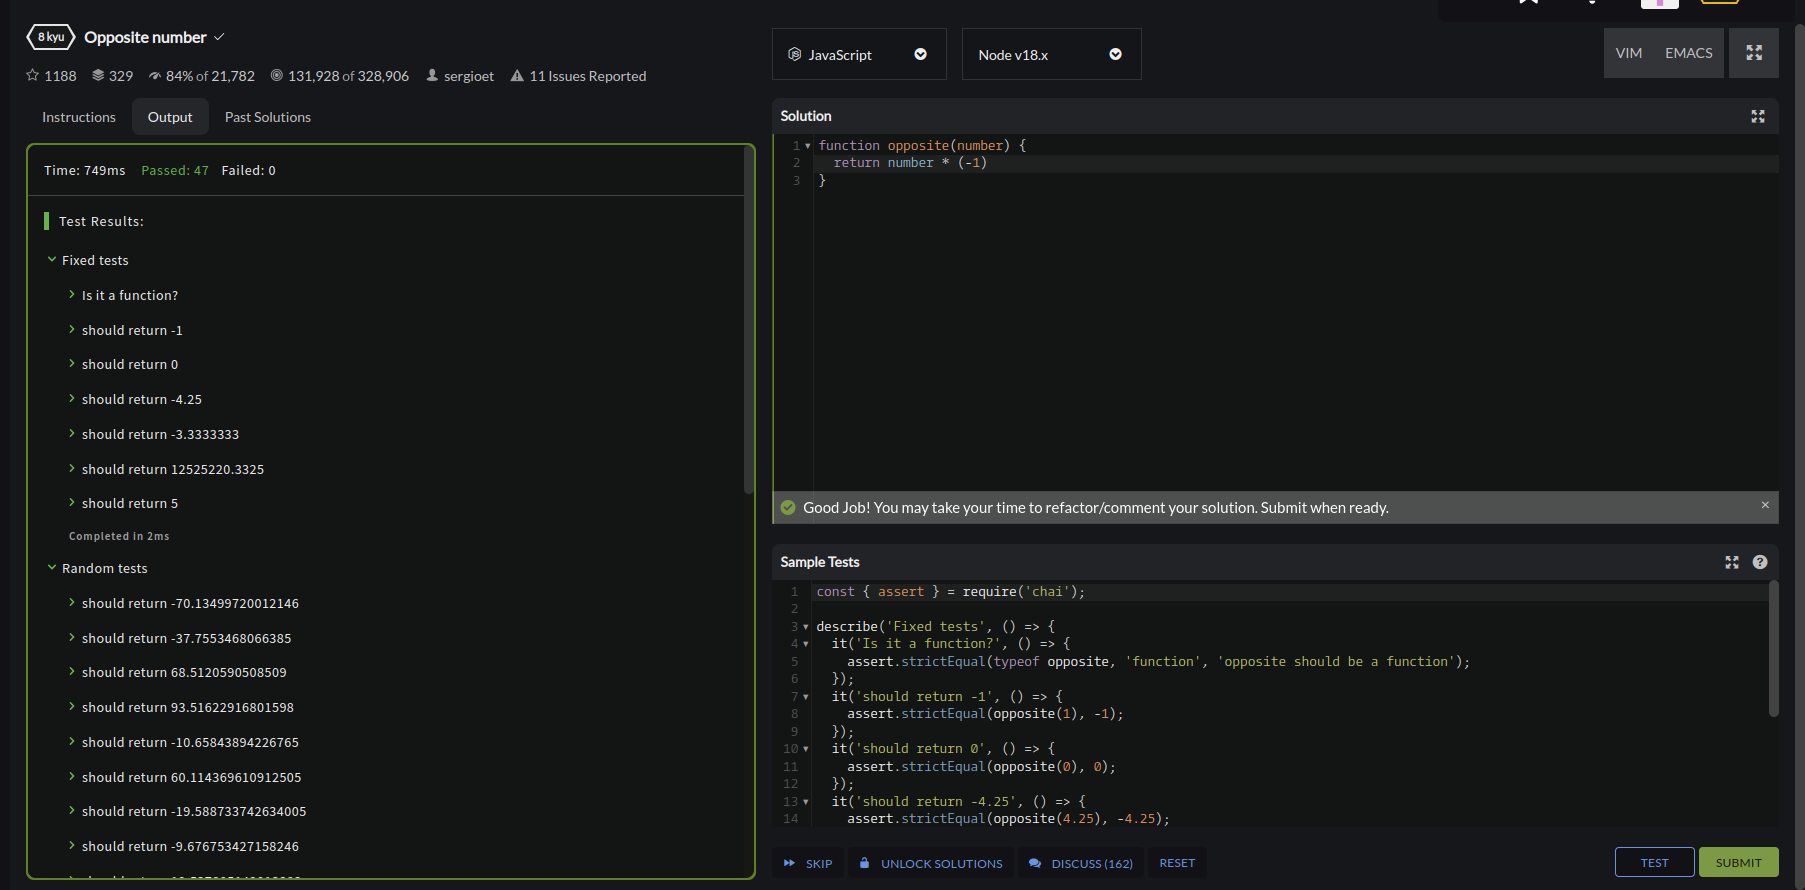 8 kyu Opposite number
1188 329 84% of 21,782 131,928 of 328,906 sergioet 11 Issues Reported
Instructions Output Past Solutions
Time: 749ms Passed: 47 Failed: 0
Test Results:
Fixed tests
Is it a function?
should return -1
should return 0
should return -4.25
should return -3.3333333
should return 12525220.3325
should return 5
Completed in 2ms
Random tests
should return -70.13499720012146
should return -37.7553468066385
should return 68.5120590508509
should return 93.51622916801598
should return -10.65843894226765
should return 60.114369610912505
should return -19.588733742634005
should return -9.676753427158246
JavaScript Node v18.x VIM EMACS
Solution
1 function opposite(number) {
2 return number * (-1)
3 }
Good Job! You may take your time to refactor/comment your solution. Submit when ready.
Sample Tests
1 const { assert } = require('chai');
2
3 describe('Fixed tests', () => {
4 it('Is it a function?', () => {
5 assert.strictEqual(typeof opposite, 'function', 'opposite should be a function');
6 });
7 it('should return -1', () => {
8 assert.strictEqual(opposite(1), -1);
9 });
10 it('should return 0', () => {
11 assert.strictEqual(opposite(0), 0);
12 });
13 it('should return -4.25', () => {
14 assert.strictEqual(opposite(4.25), -4.25);
SKIP UNLOCK SOLUTIONS DISCUSS (162) RESET TEST SUBMIT